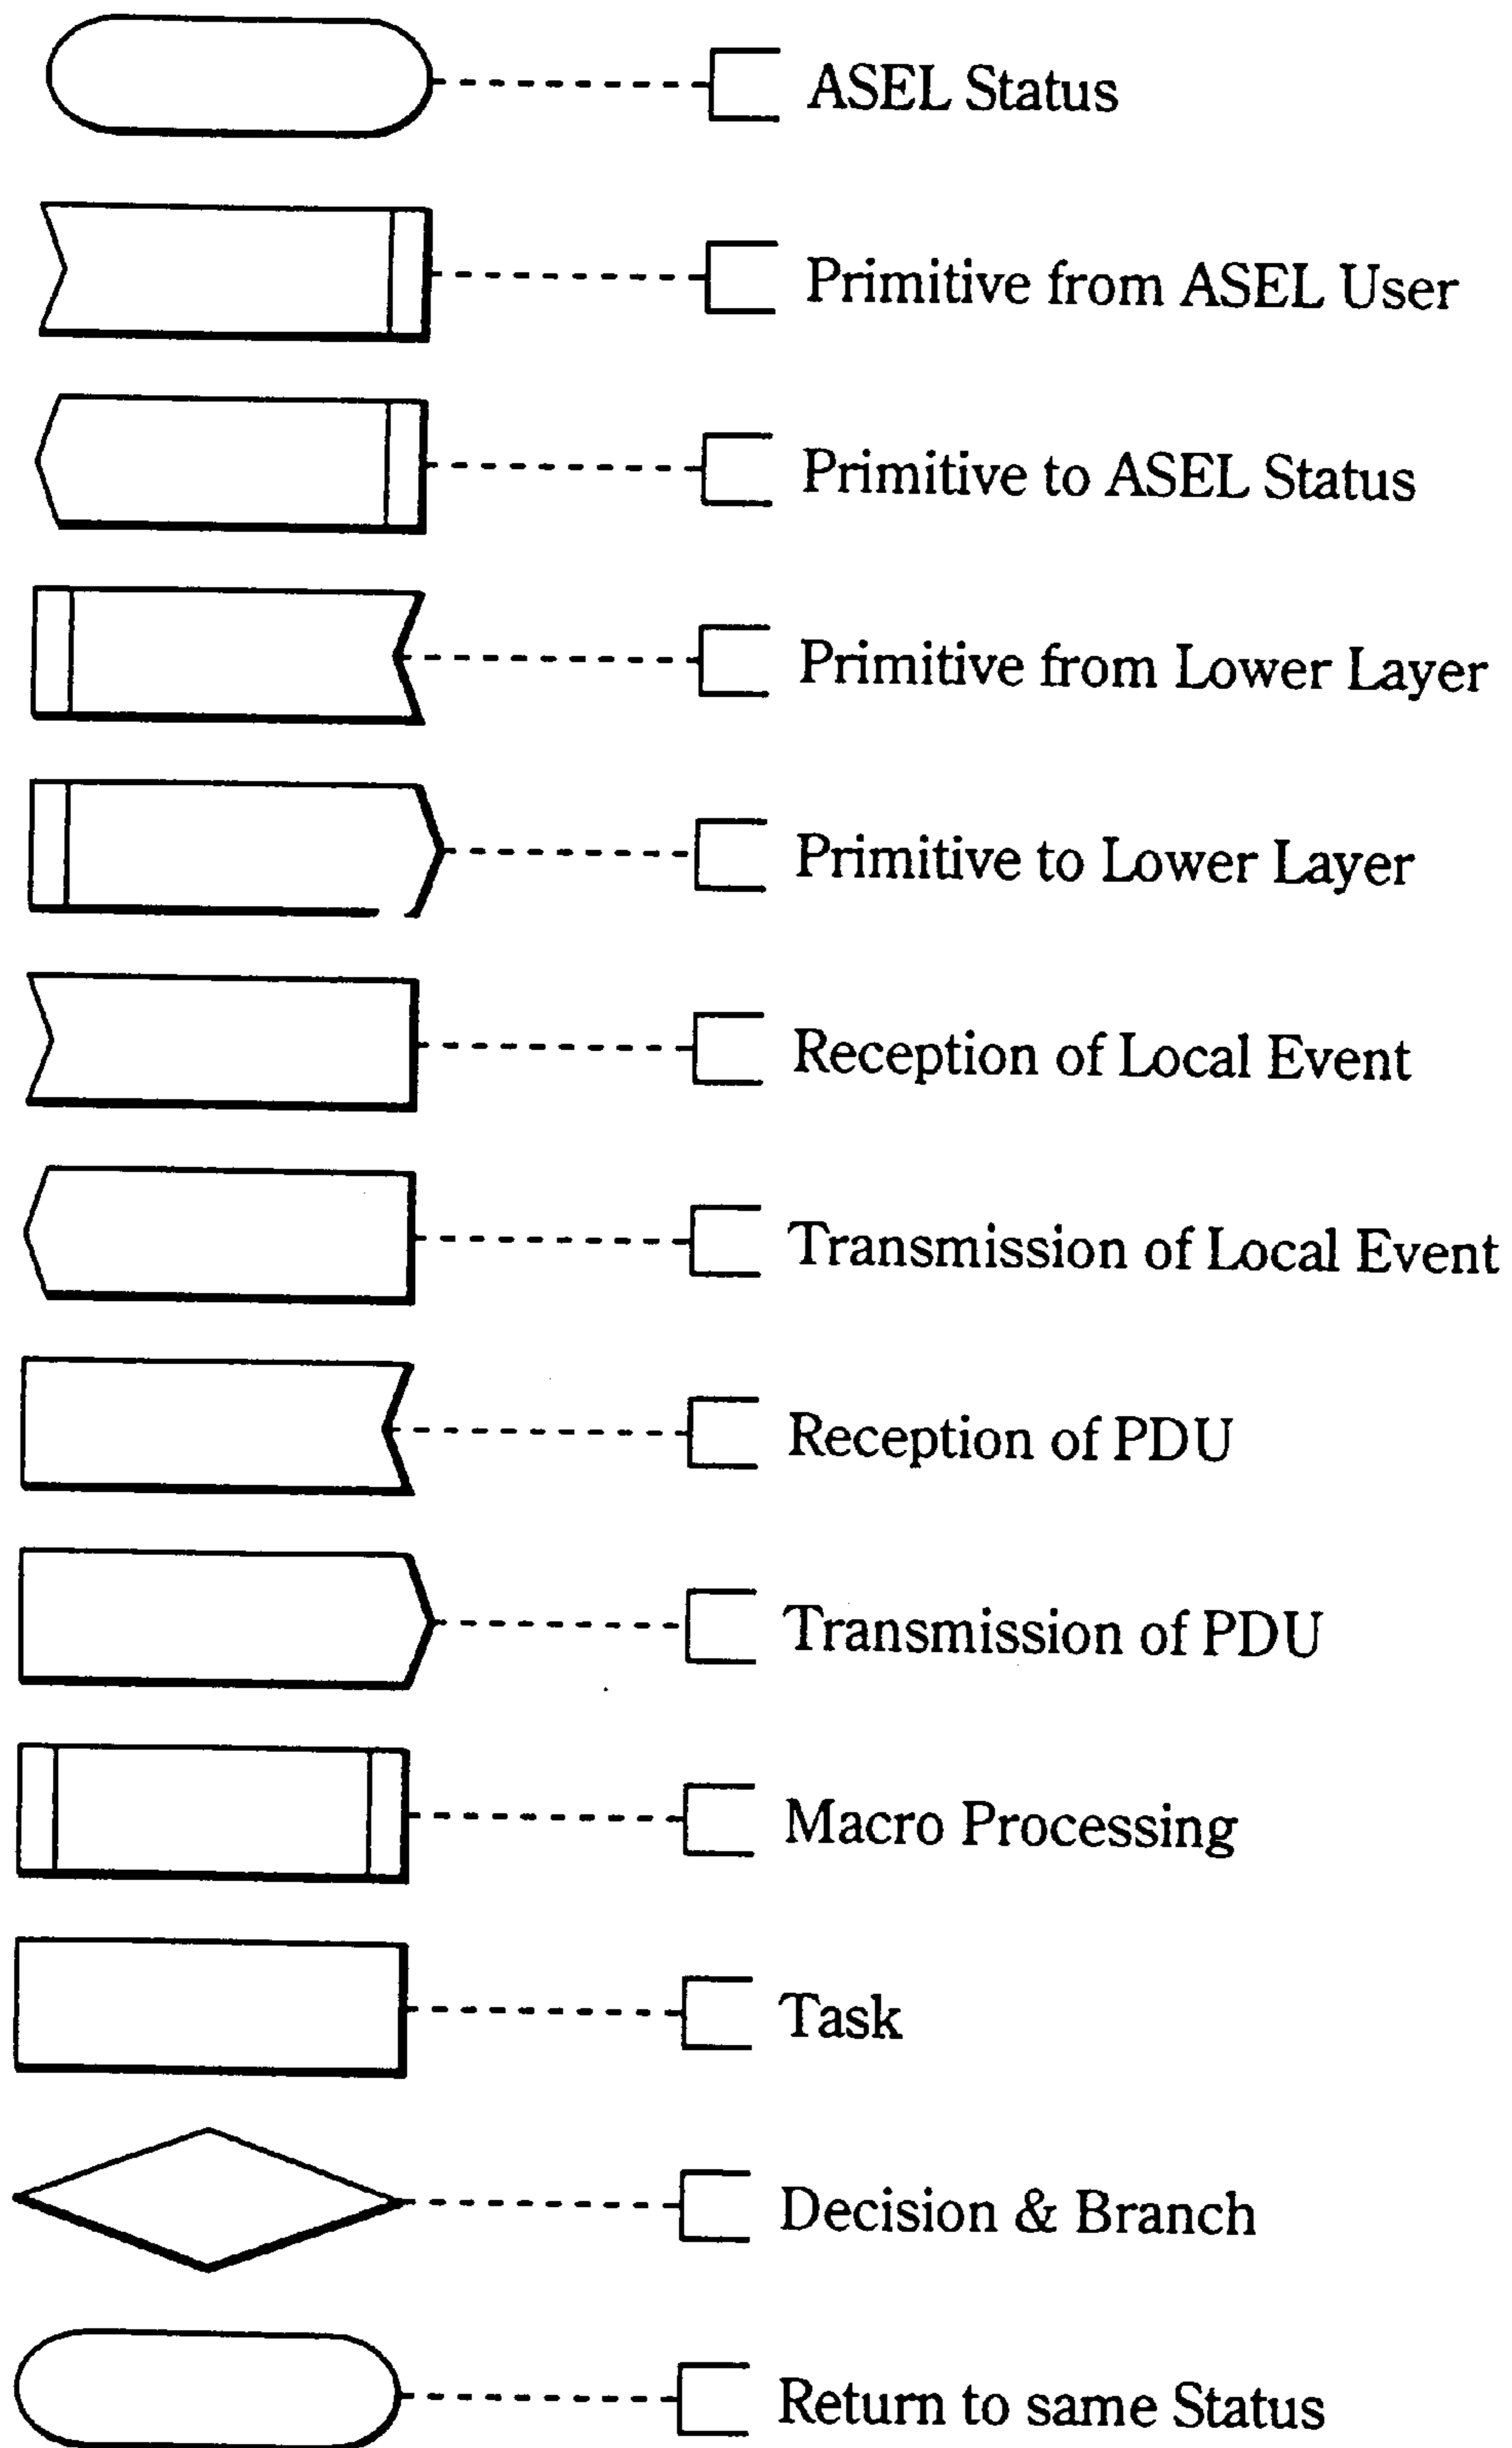 ASEL Status
Primitive from ASEL User
Primitive to ASEL Status
Primitive from Lower Layer
Primitive to Lower Layer
Reception of Local Event
Transmission of Local Event
Reception of PDU
Transmission of PDU
Macro Processing
Task
Decision & Branch
Return to same Status